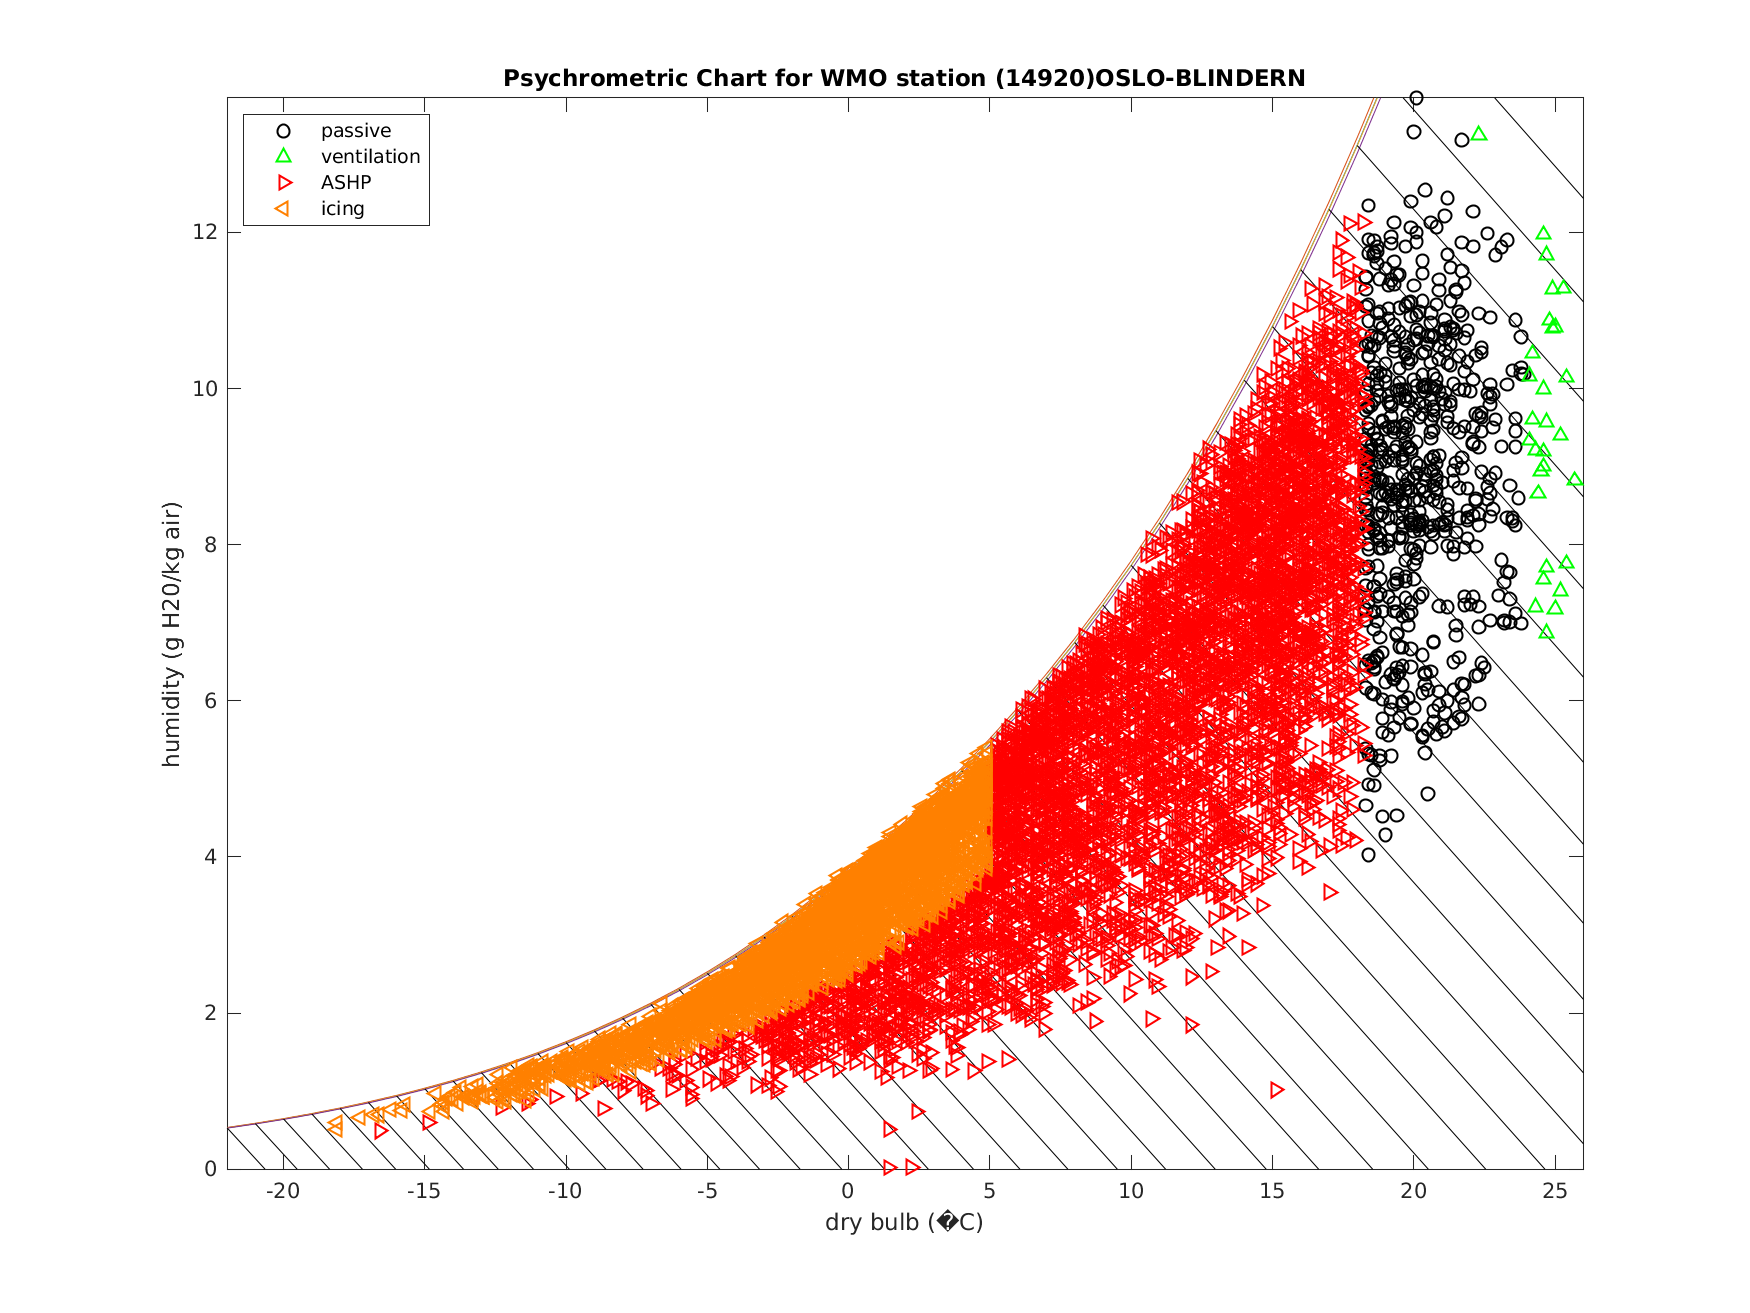 Psychrometric Chart for WMO station (14920)OSLO-BLINDERN
passive
ventilation
ASHP
icing
humidity (g H20/kg air)
12
10
8
6
4
2
0
-20 -15 -10 -5 0 5 10 15 20 25
dry bulb (�C)